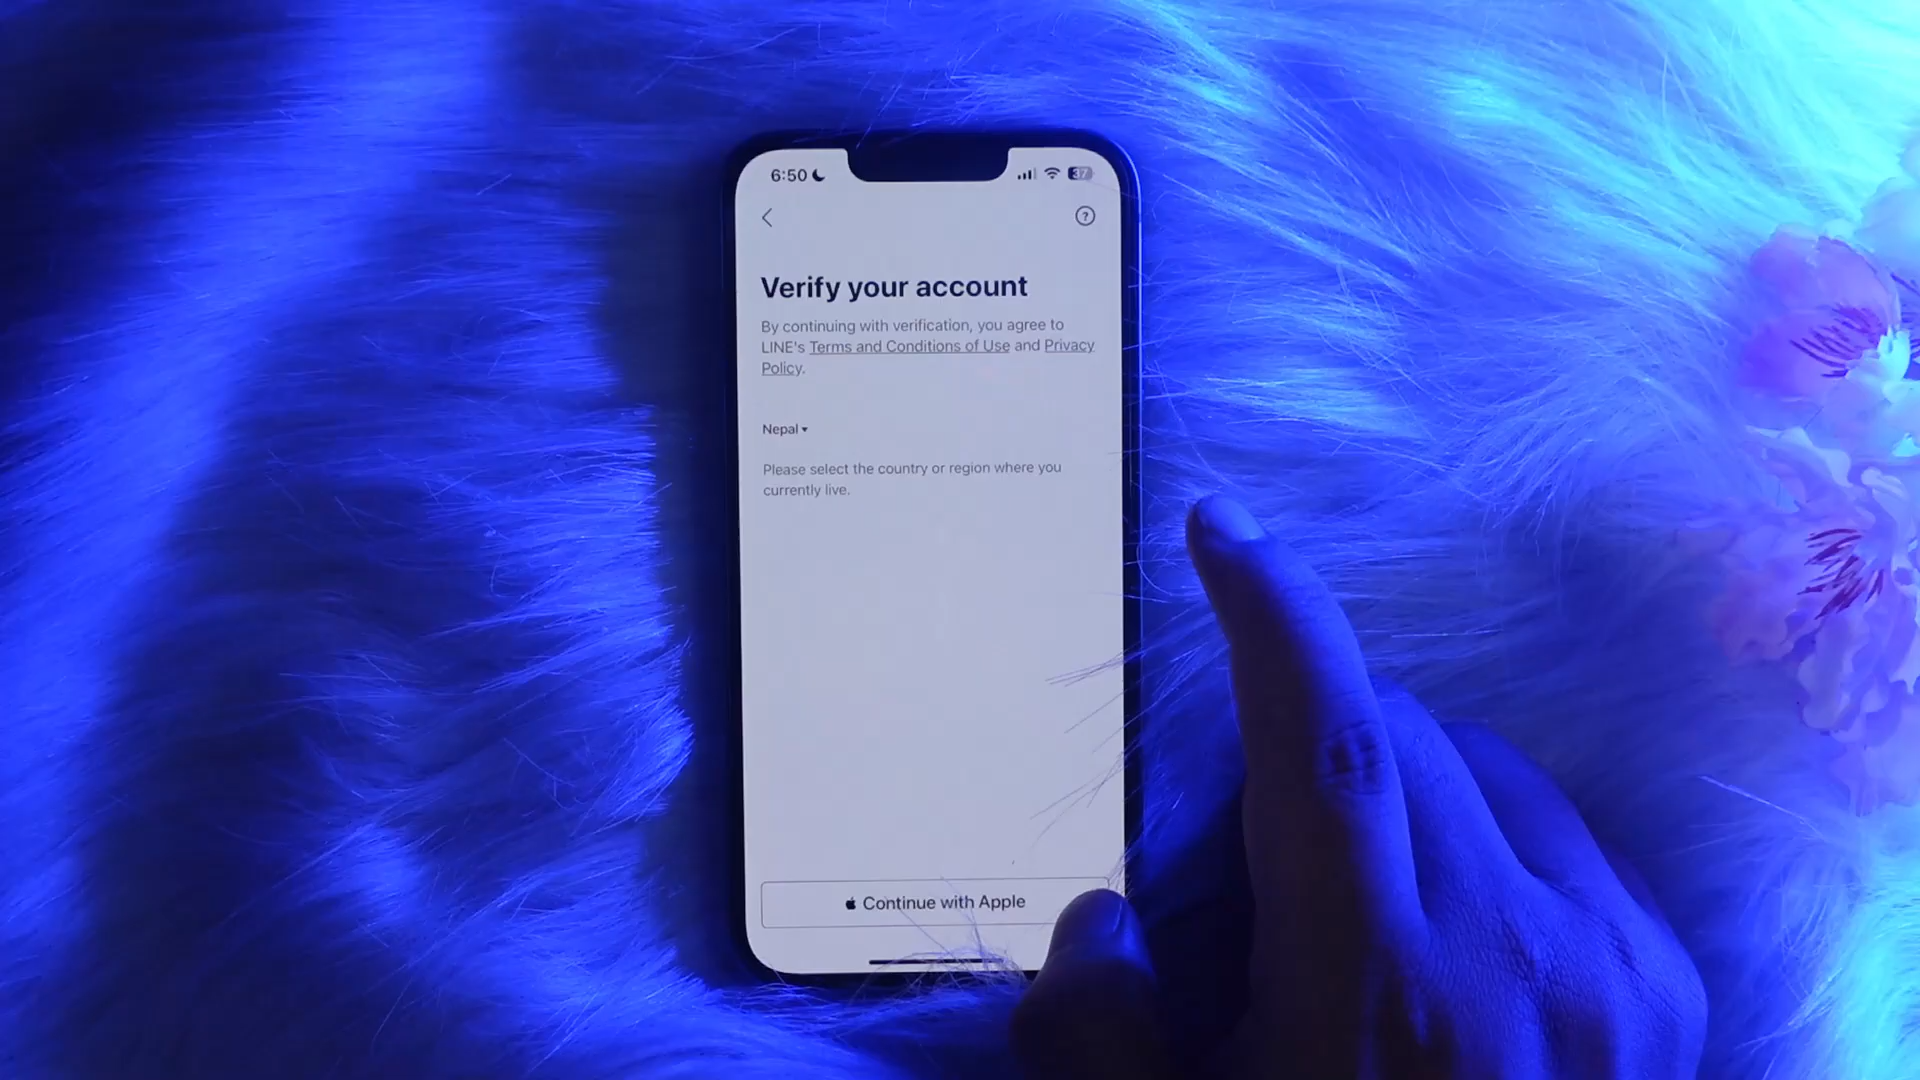 6:50
37
?
Verify your account
By continuing with verification, you agree to
LINE's Terms and Conditions of Use and Privacy
Policy.
Nepal
Please select the country or region where you
currently live.
Continue with Apple